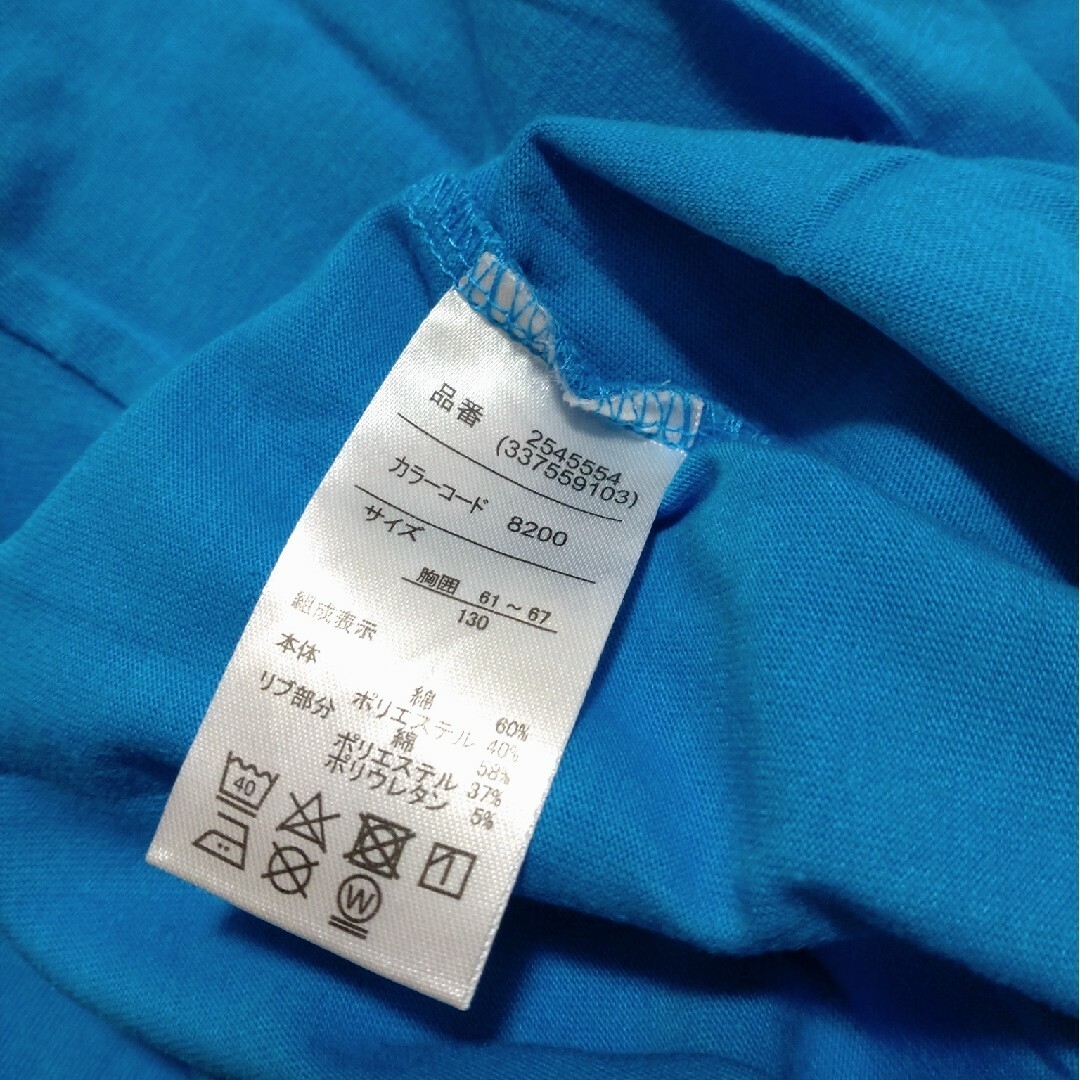 品番
2545554
(337559103)
カラーコード 8200
サイズ
胸囲 61 ~ 67
130
組成表示
本体
綿 60%
リブ部分 ポリエステル 40%
綿 58%
ポリエステル 37%
ポリウレタン 5%
40
W